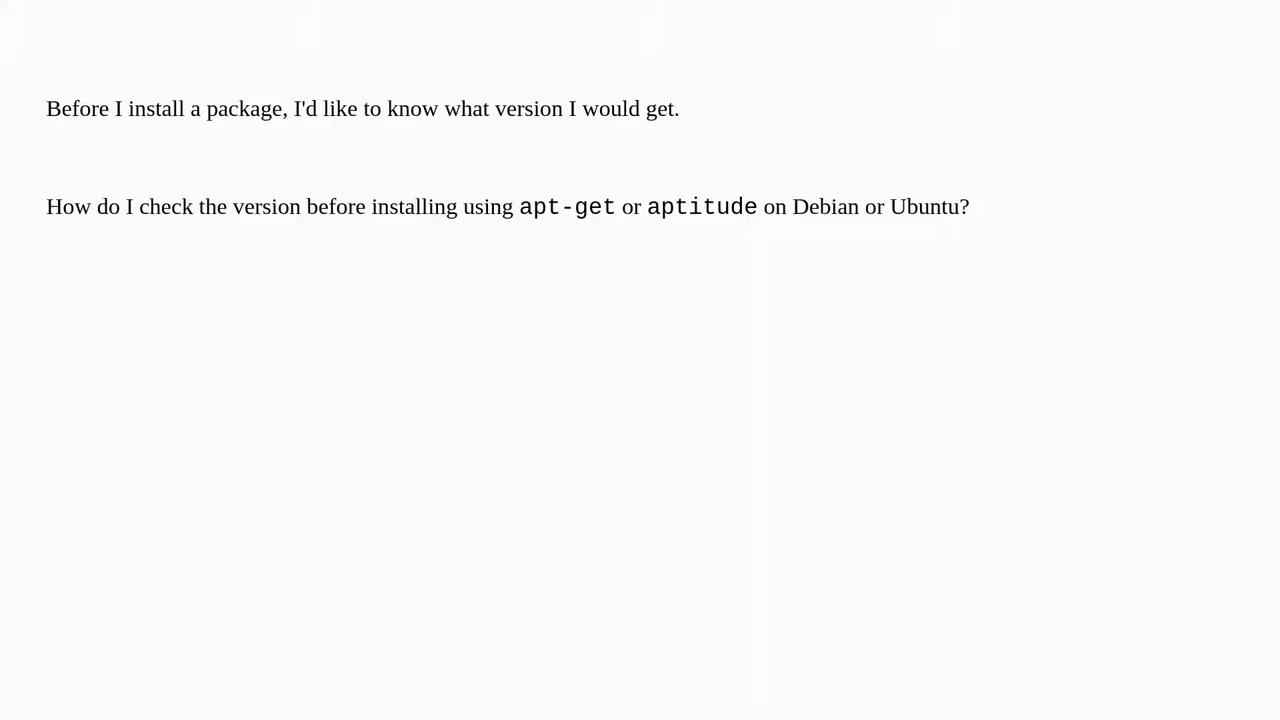 Before I install a package, I'd like to know what version I would get.
How do I check the version before installing using apt-get or aptitude on Debian or Ubuntu?